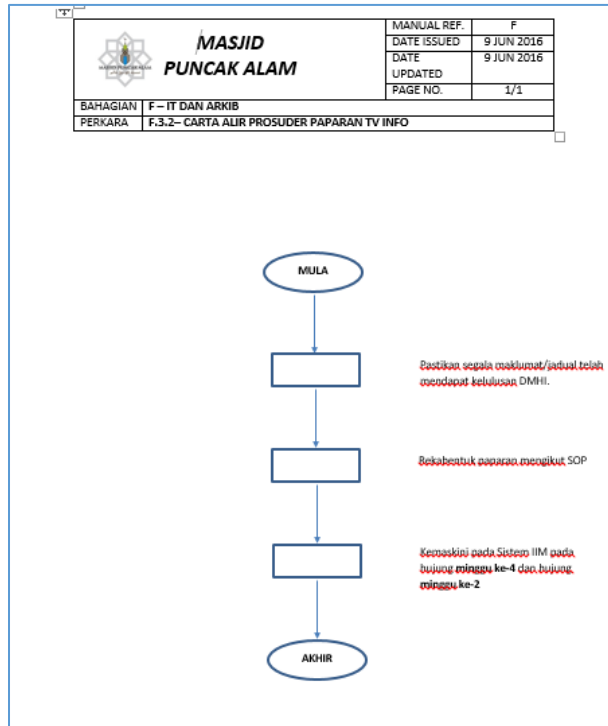 MASJID
PUNCAK ALAM
MANUAL REF. F
DATE ISSUED 9 JUN 2016
DATE UPDATED 9 JUN 2016
PAGE NO. 1/1
BAHAGIAN F – IT DAN ARKIB
PERKARA F.3.2– CARTA ALIR PROSUDER PAPARAN TV INFO
MULA
Pastikan segala maklumat/jadual telah
mendapat kelulusan DMHI.
Rekabentuk paparan mengikut SOP
Kemaskini pada Sistem IIM pada
hujung minggu ke-4 dan hujung
minggu ke-2
AKHIR